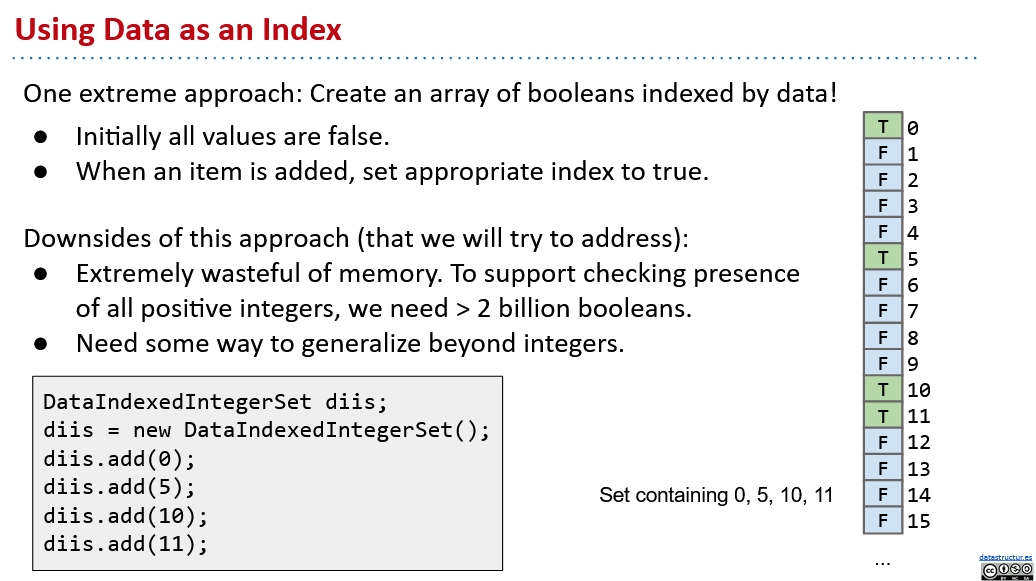 Using Data as an Index
One extreme approach: Create an array of booleans indexed by data!
● Initially all values are false.
● When an item is added, set appropriate index to true.
Downsides of this approach (that we will try to address):
● Extremely wasteful of memory. To support checking presence
of all positive integers, we need > 2 billion booleans.
● Need some way to generalize beyond integers.
DataIndexedIntegerSet diis;
diis = new DataIndexedIntegerSet();
diis.add(0);
diis.add(5);
diis.add(10);
diis.add(11);
Set containing 0, 5, 10, 11
T 0
F 1
F 2
F 3
F 4
T 5
F 6
F 7
F 8
F 9
T 10
T 11
F 12
F 13
F 14
F 15
...
datastructur.es
cc
BY NC SA